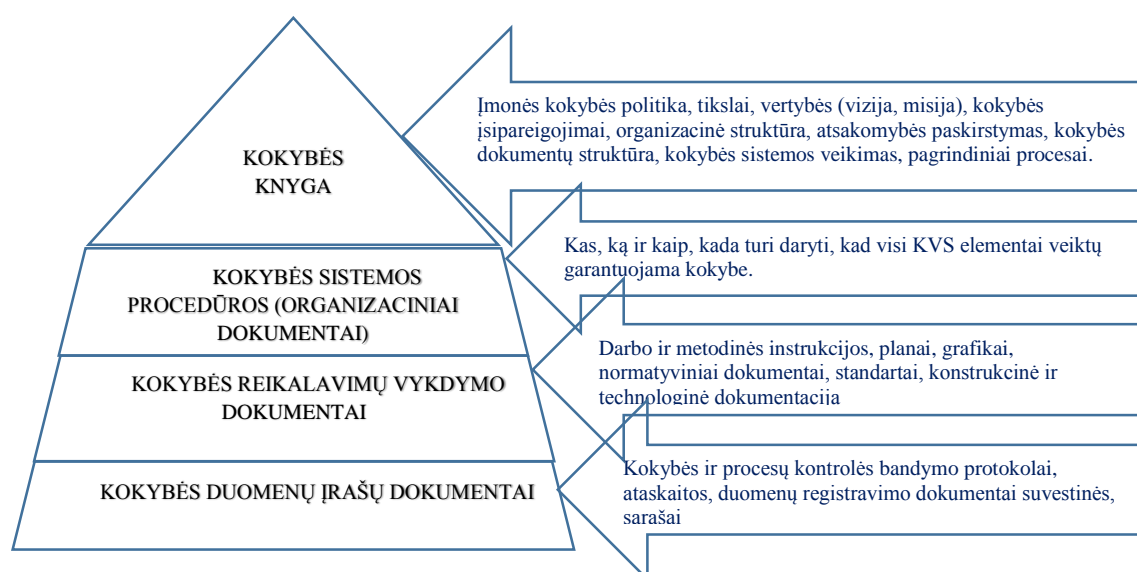 KOKYBĖS
KNYGA
Įmonės kokybės politika, tikslai, vertybės (vizija, misija), kokybės
įsipareigojimai, organizacinė struktūra, atsakomybės paskirstymas, kokybės
dokumentų struktūra, kokybės sistemos veikimas, pagrindiniai procesai.
KOKYBĖS SISTEMOS
PROCEDŪROS (ORGANIZACINIAI
DOKUMENTAI)
Kas, ką ir kaip, kada turi daryti, kad visi KVS elementai veiktų
garantuojama kokybe.
KOKYBĖS REIKALAVIMŲ VYKDYMO
DOKUMENTAI
Darbo ir metodinės instrukcijos, planai, grafikai,
normatyviniai dokumentai, standartai, konstrukcinė ir
technologinė dokumentacija
KOKYBĖS DUOMENŲ ĮRAŠŲ DOKUMENTAI
Kokybės ir procesų kontrolės bandymo protokolai,
ataskaitos, duomenų registravimo dokumentai suvestinės,
sarašai